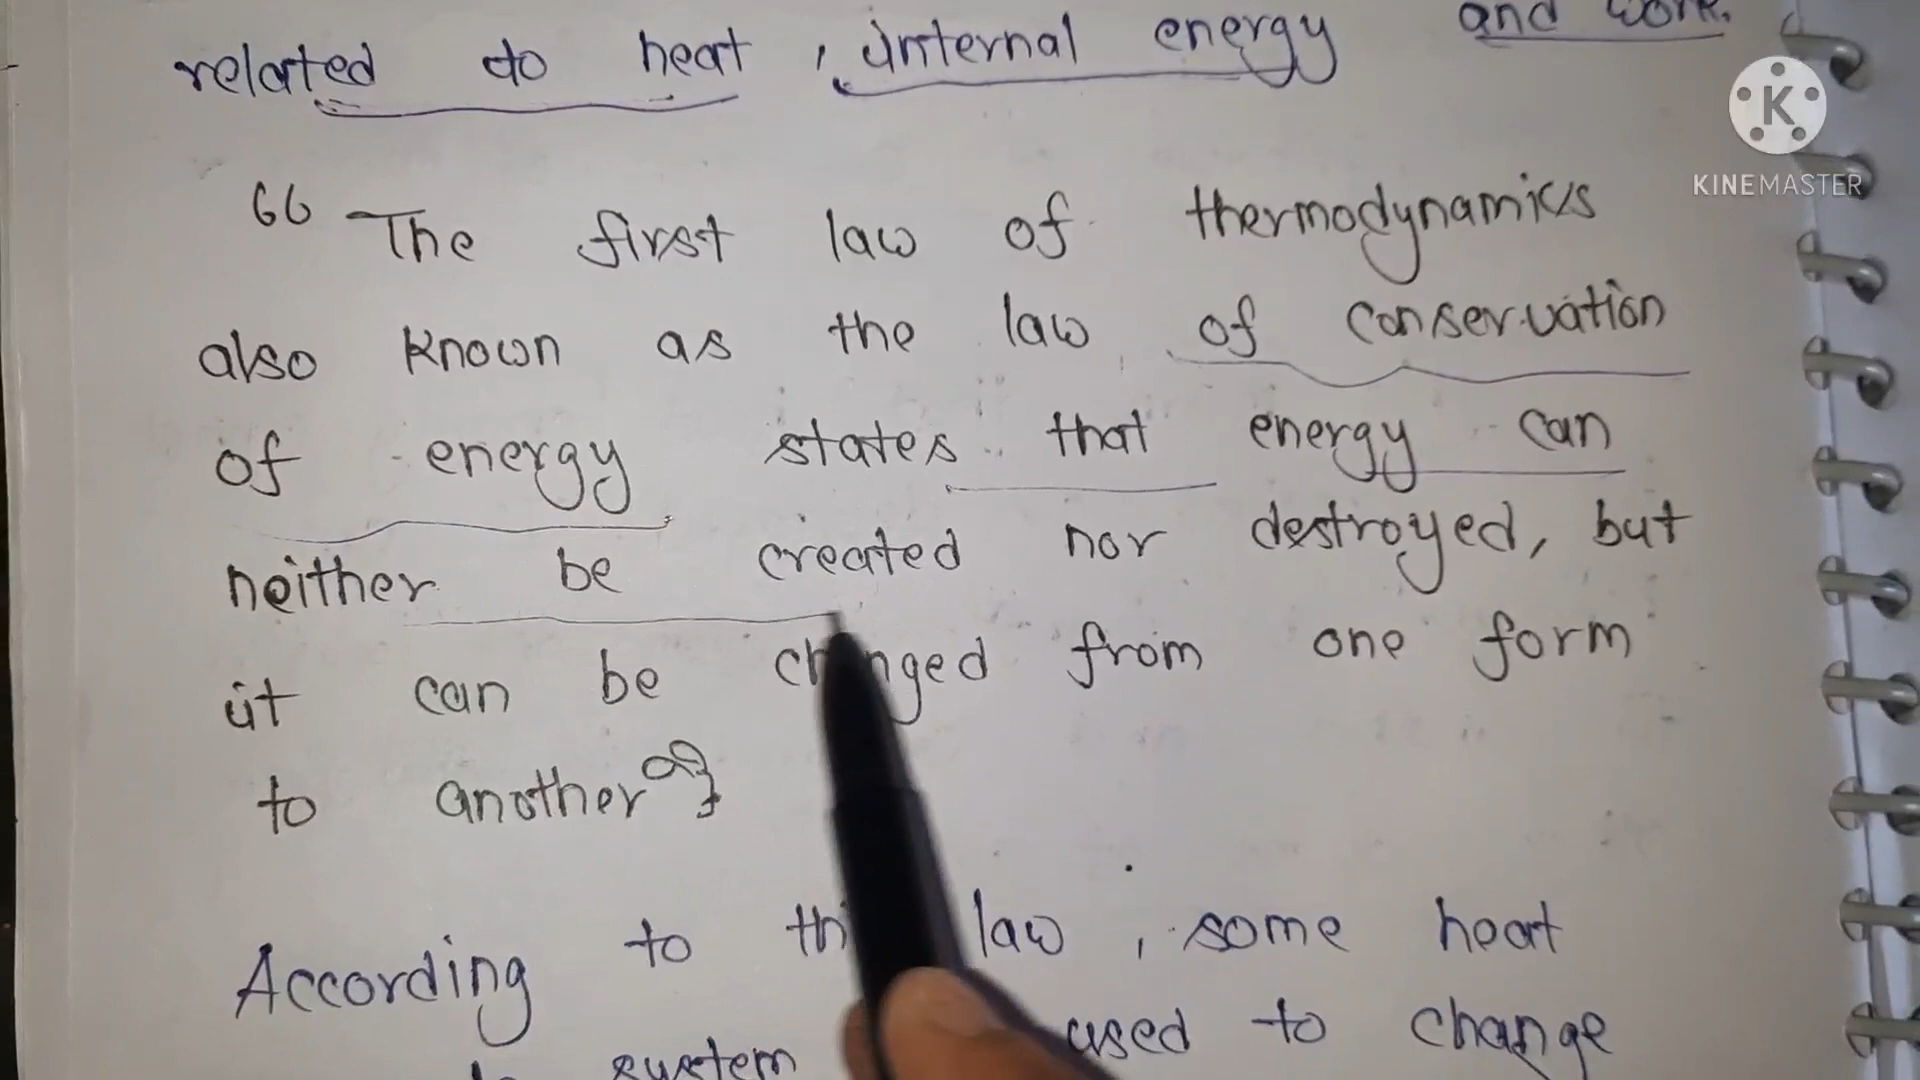 related to heat, internal energy and work.
K
KINEMASTER
66 The first law of thermodynamics
also known as the law of conservation
of energy states that energy can
neither be created nor destroyed, but
it can be changed from one form
to another
According to law, some heat
system used to change